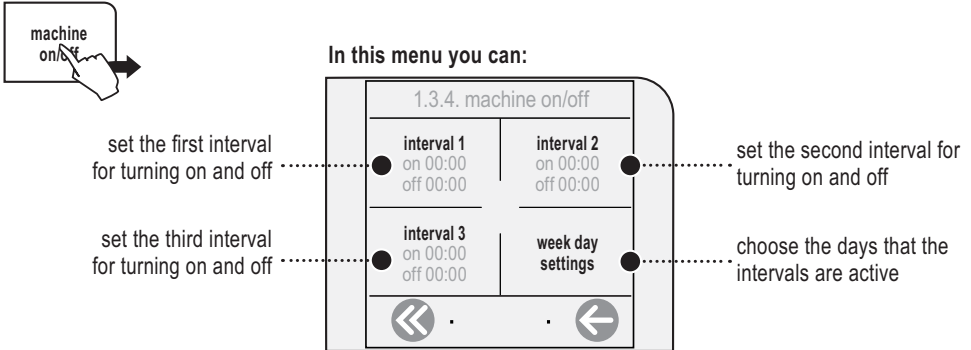 machine
on/off
In this menu you can:
1.3.4. machine on/off
set the first interval
for turning on and off
interval 1
on 00:00
off 00:00
interval 2
on 00:00
off 00:00
set the second interval for
turning on and off
set the third interval
for turning on and off
interval 3
on 00:00
off 00:00
week day
settings
choose the days that the
intervals are active